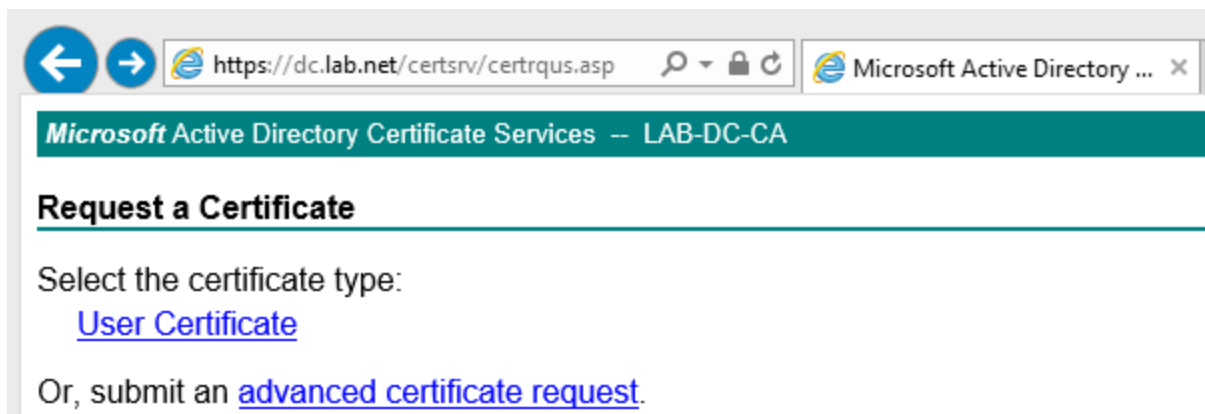 https://dc.lab.net/certsrv/certrqus.asp
Microsoft Active Directory ...
Microsoft Active Directory Certificate Services -- LAB-DC-CA
Request a Certificate
Select the certificate type:
User Certificate
Or, submit an advanced certificate request.